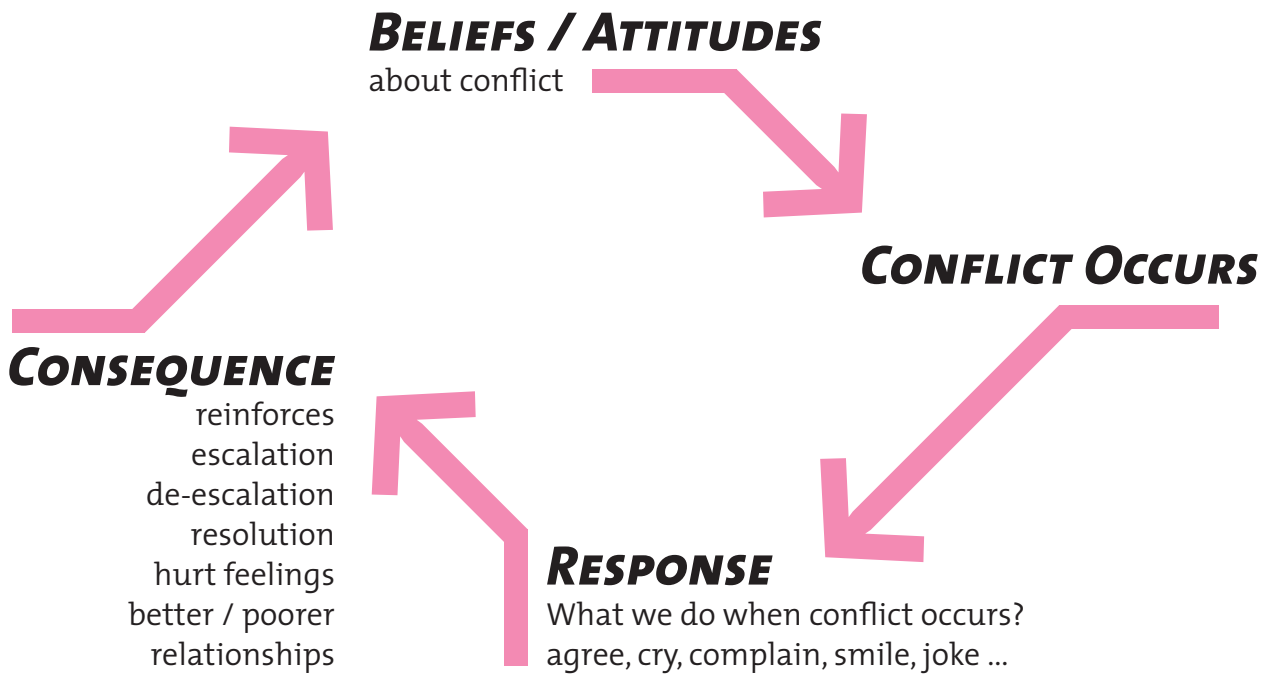 BELIEFS / ATTITUDES
about conflict
CONFLICT OCCURS
RESPONSE
What we do when conflict occurs?
agree, cry, complain, smile, joke ...
CONSEQUENCE
reinforces
escalation
de-escalation
resolution
hurt feelings
better / poorer
relationships